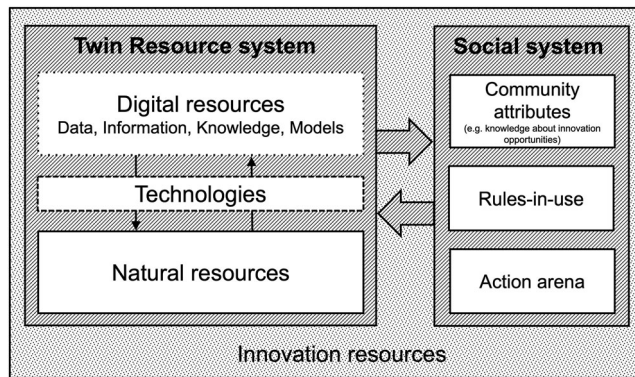 Twin Resource system
Digital resources
Data, Information, Knowledge, Models
Technologies
Natural resources
Social system
Community
attributes
(e.g. knowledge about innovation
opportunities)
Rules-in-use
Action arena
Innovation resources